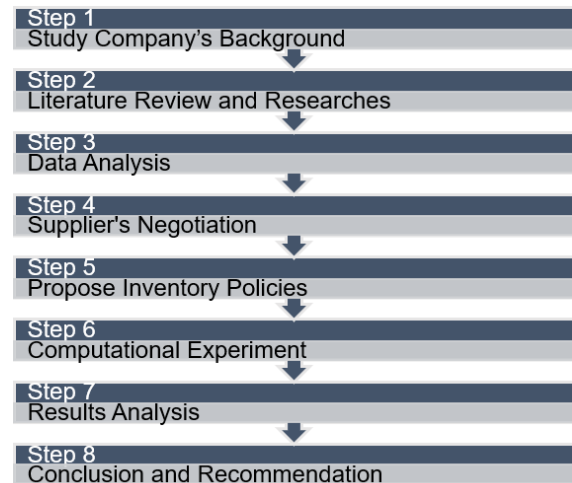 Step 1
Study Company's Background
Step 2
Literature Review and Researches
Step 3
Data Analysis
Step 4
Supplier's Negotiation
Step 5
Propose Inventory Policies
Step 6
Computational Experiment
Step 7
Results Analysis
Step 8
Conclusion and Recommendation